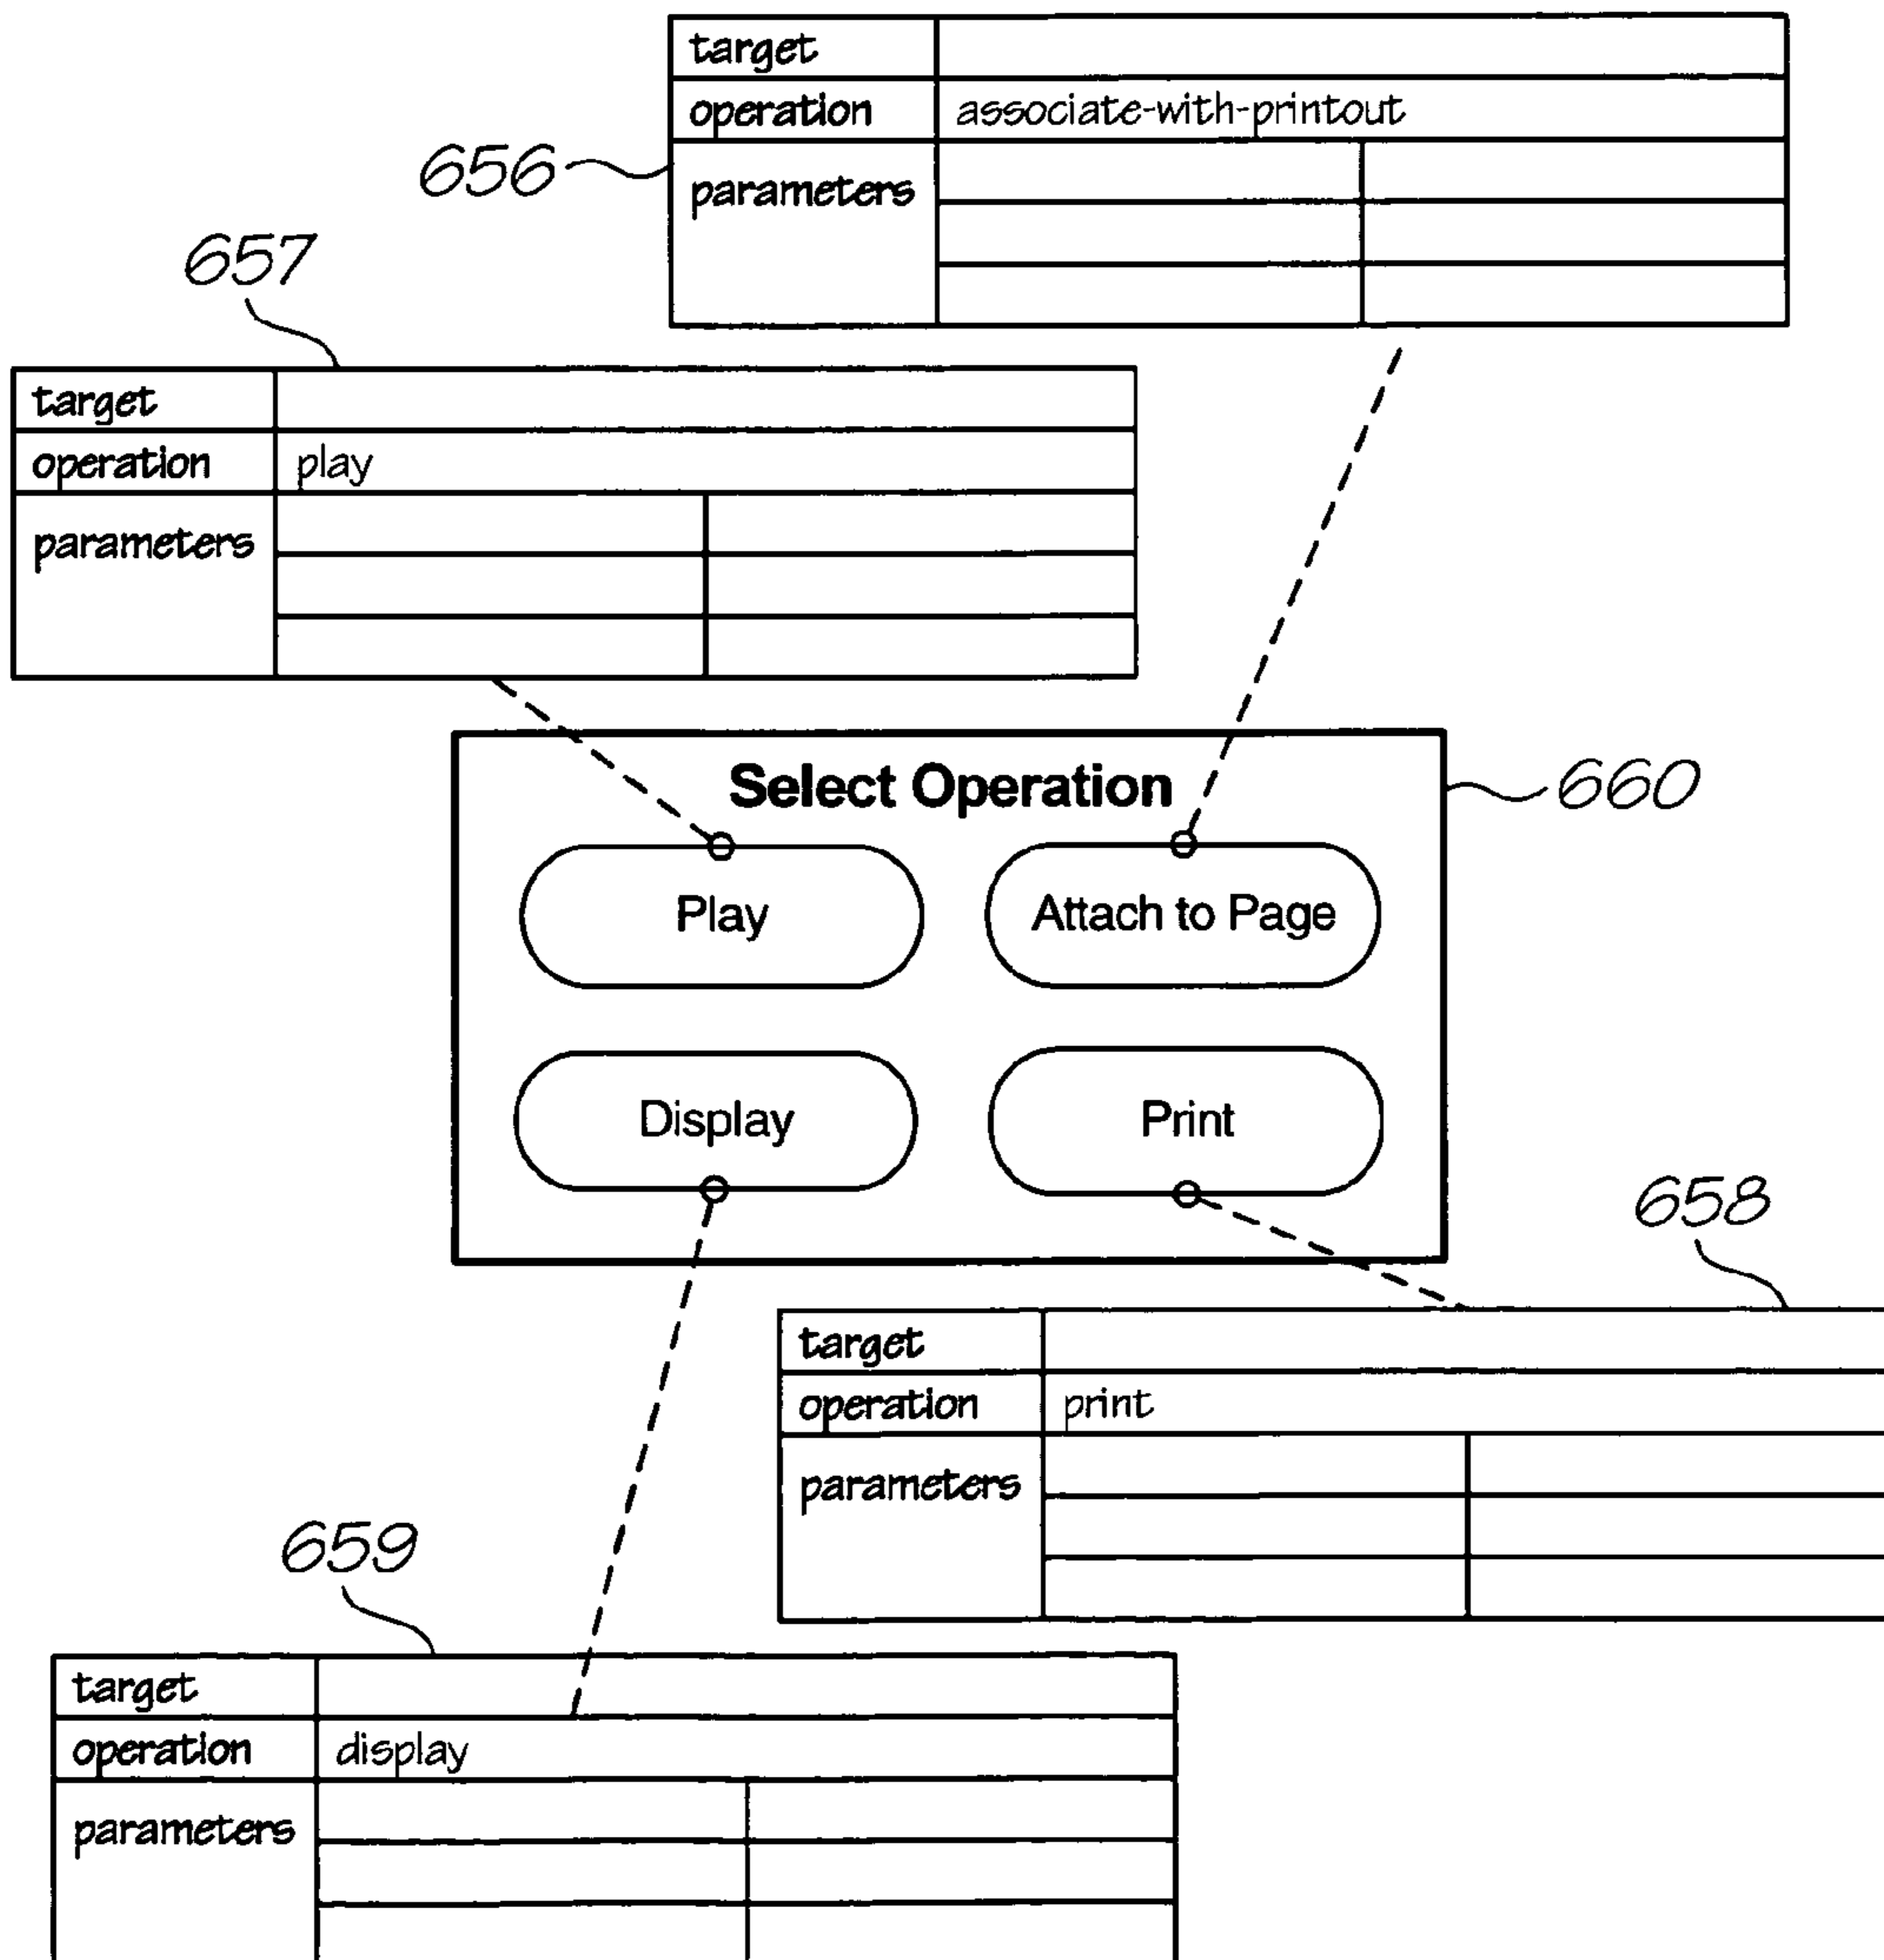 target
operation associate-with-printout
656
parameters
657
target
operation play
parameters
Select Operation
660
Play Attach to Page
Display Print
658
target
operation print
parameters
659
target
operation display
parameters